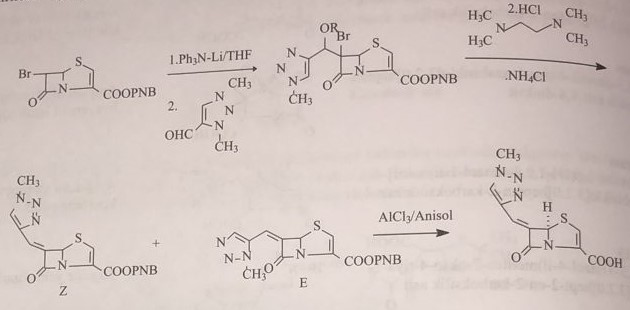 Br
S
N
O
COOPNB
1.Ph₃N-Li/THF
2.
CH₃
N
N
N
OHC
CH₃
OR
Br
S
N
N
N
CH₃
O
N
COOPNB
2.HCl
H₃C
N
H₃C
CH₃
N
CH₃
.NH₄Cl
CH₃
N-N
N
S
O
N
COOPNB
Z
+
N
N-N
CH₃
S
O
N
COOPNB
E
AlCl₃/Anisol
CH₃
N-N
N
H
S
O
N
COOH